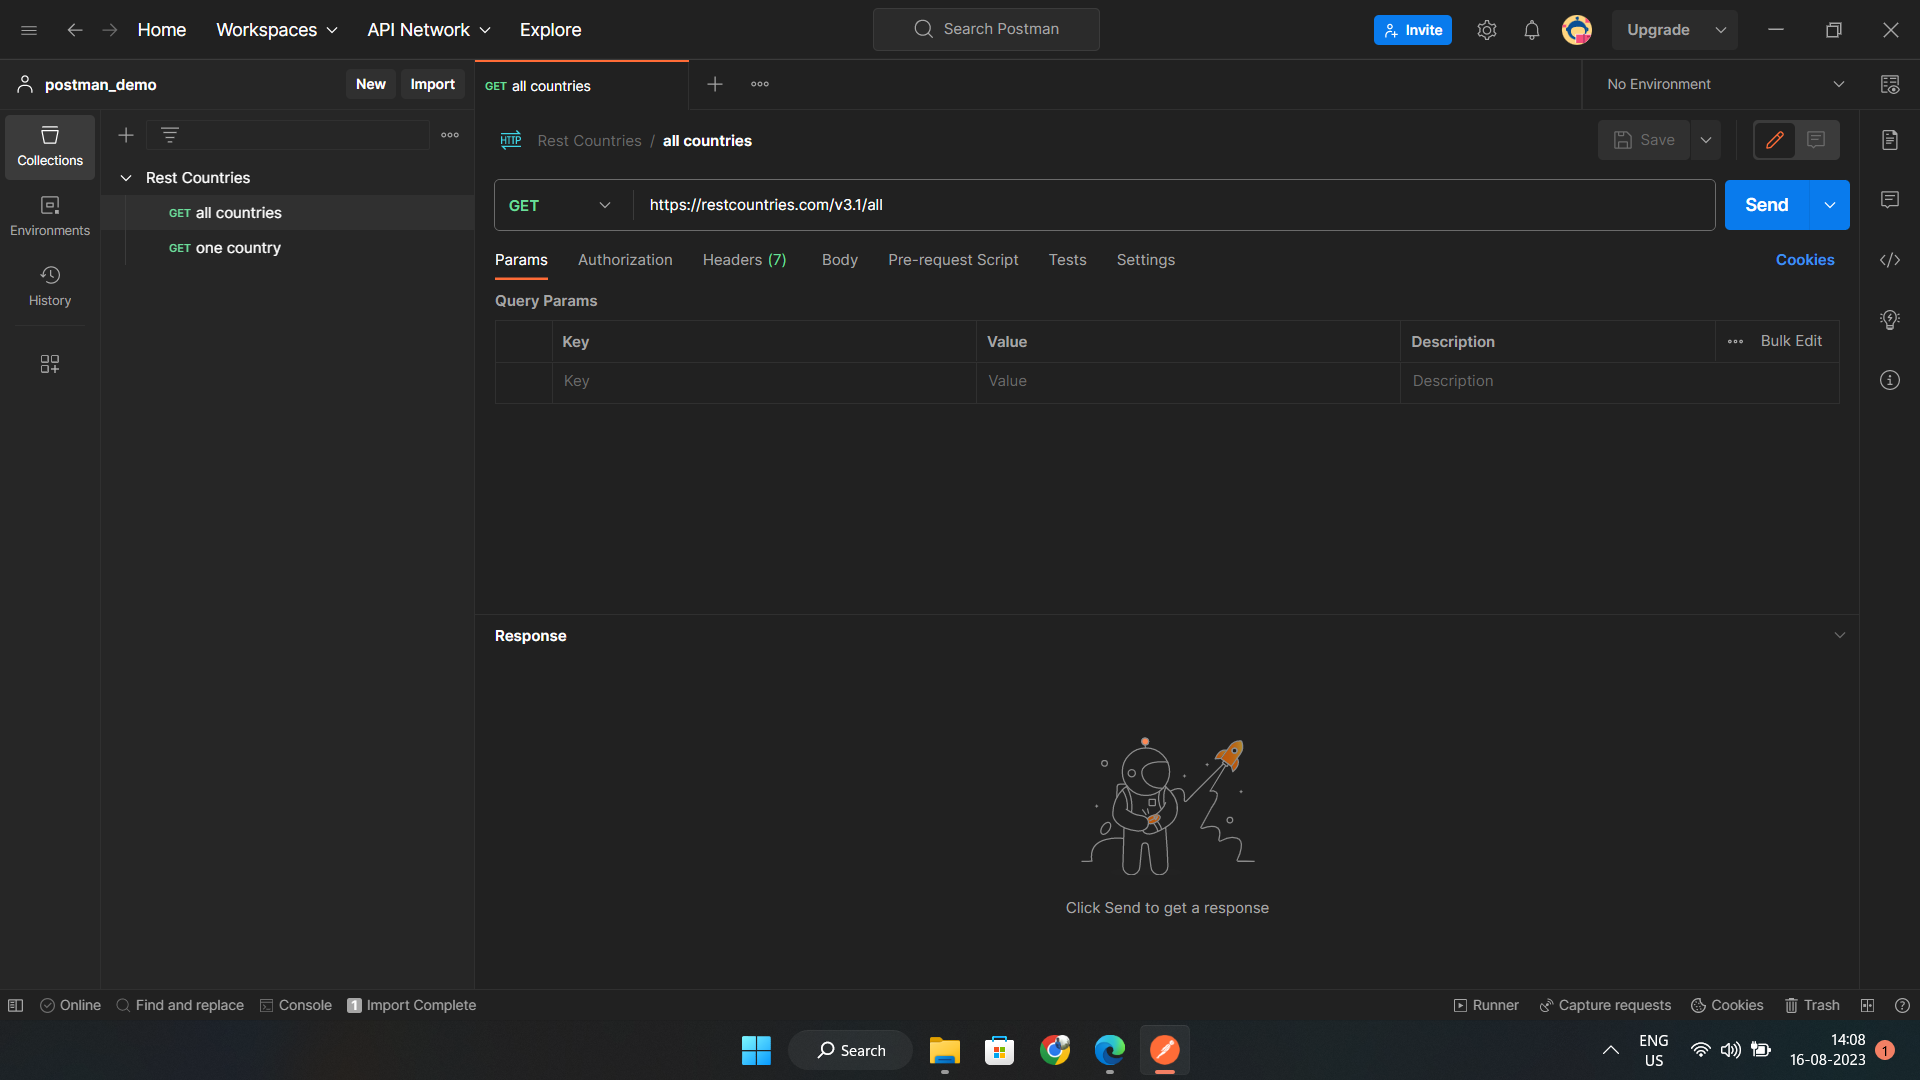 Home Workspaces API Network Explore Search Postman Invite Upgrade
postman_demo New Import GET all countries No Environment
Collections
Environments
History
Rest Countries
GET all countries
GET one country
HTTP Rest Countries / all countries Save
GET https://restcountries.com/v3.1/all Send
Params Authorization Headers (7) Body Pre-request Script Tests Settings Cookies
Query Params
Key Value Description Bulk Edit
Key Value Description
Response
Click Send to get a response
Online Find and replace Console 1 Import Complete Runner Capture requests Cookies Trash
Search
ENG
US
14:08
16-08-2023
1